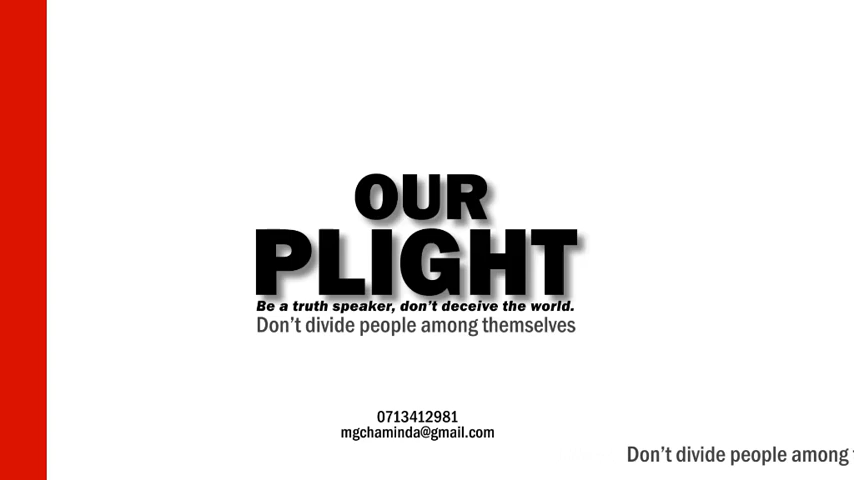 OUR
PLIGHT
Be a truth speaker, don't deceive the world.
Don't divide people among themselves
0713412981
mgchaminda@gmail.com
Don't divide people among